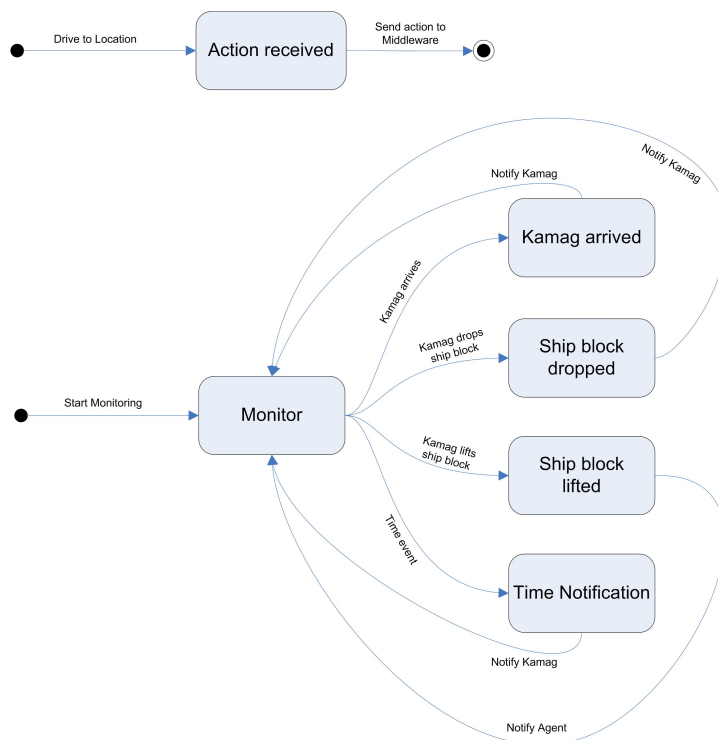 Drive to Location
Action received
Send action to
Middleware
Notify Kamag
Notify Kamag
Kamag arrived
Kamag arrives
Kamag drops
ship block
Ship block
dropped
Start Monitoring
Monitor
Kamag lifts
ship block
Ship block
lifted
Time event
Time Notification
Notify Kamag
Notify Agent